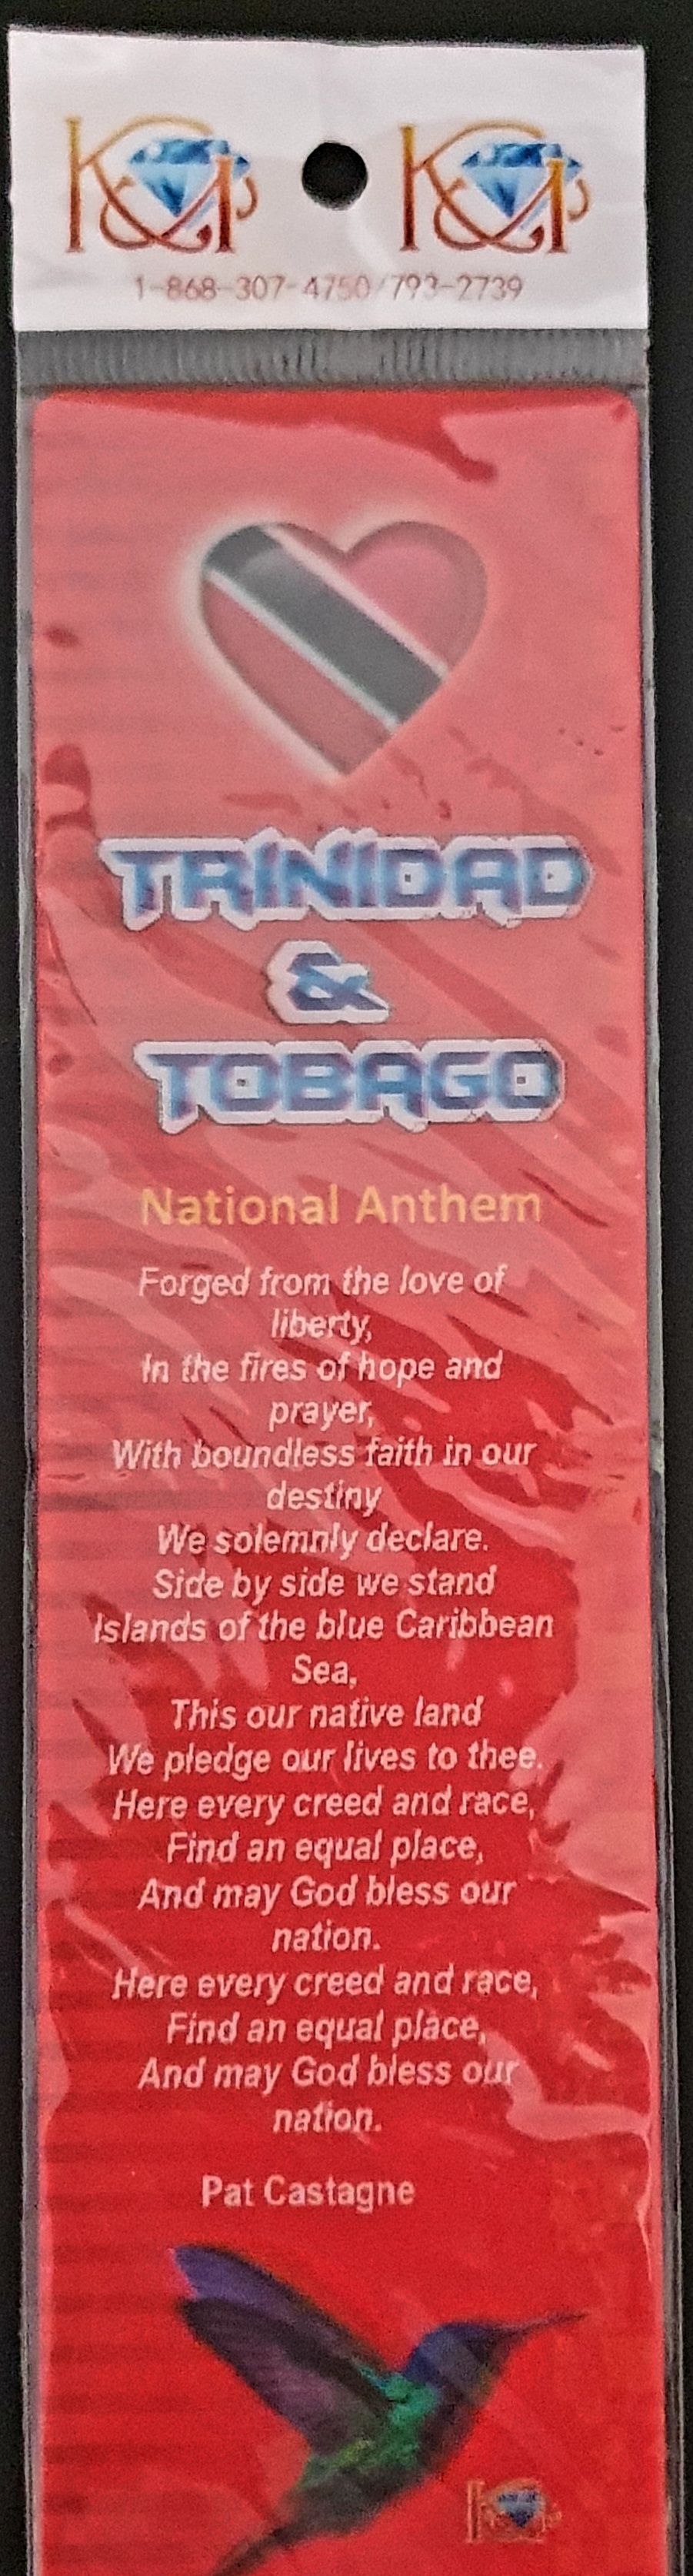 1-868-307-4750/793-2739
TRINIDAD
&
TOBAGO
National Anthem
Forged from the love of
liberty,
In the fires of hope and
prayer,
With boundless faith in our
destiny
We solemnly declare.
Side by side we stand
Islands of the blue Caribbean
Sea,
This our native land
We pledge our lives to thee.
Here every creed and race,
Find an equal place,
And may God bless our
nation.
Here every creed and race,
Find an equal place,
And may God bless our
nation.
Pat Castagne